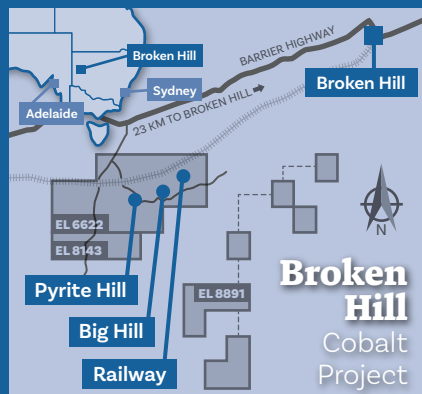 Broken Hill
Sydney
Adelaide
BARRIER HIGHWAY
23 KM TO BROKEN HILL
Broken Hill
EL 6622
EL 8143
N
Pyrite Hill
EL 8891
Big Hill
Railway
Broken
Hill
Cobalt
Project